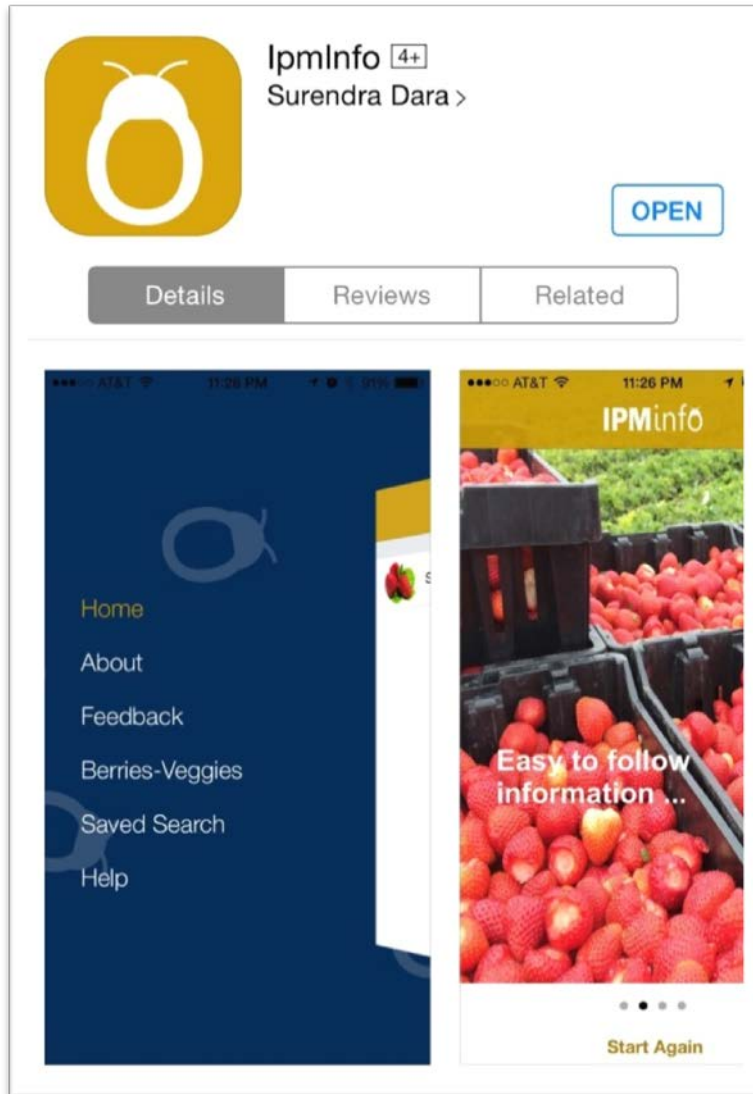 IpmInfo 4+
Surendra Dara >
OPEN
Details Reviews Related
AT&T 11:26 PM 91%
Home
About
Feedback
Berries-Veggies
Saved Search
Help
AT&T 11:26 PM
IPMinfo
Easy to follow
information ...
Start Again